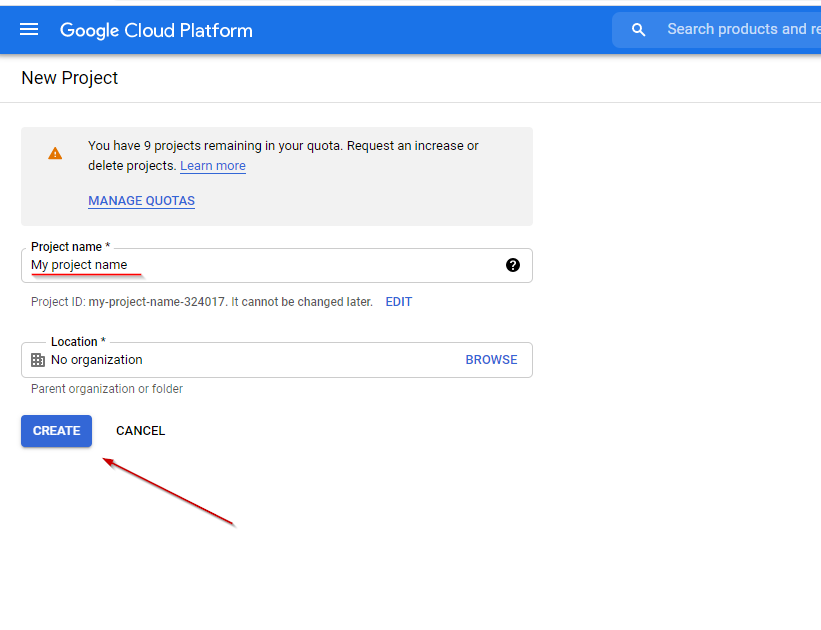 Google Cloud Platform
Search products and re
New Project
You have 9 projects remaining in your quota. Request an increase or
delete projects. Learn more
MANAGE QUOTAS
Project name *
My project name
Project ID: my-project-name-324017. It cannot be changed later. EDIT
Location *
No organization BROWSE
Parent organization or folder
CREATE CANCEL